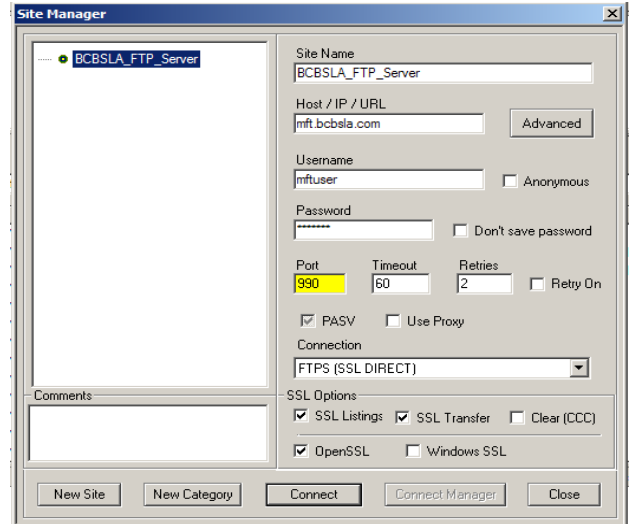 Site Manager
BCBSLA_FTP_Server
Site Name
BCBSLA_FTP_Server
Host / IP / URL
mft.bcbsla.com
Advanced
Username
mftuser
Anonymous
Password
*******
Don't save password
Port Timeout Retries
990 60 2 Retry On
PASV Use Proxy
Connection
FTPS (SSL DIRECT)
Comments
SSL Options
SSL Listings SSL Transfer Clear (CCC)
OpenSSL Windows SSL
New Site New Category Connect Connect Manager Close